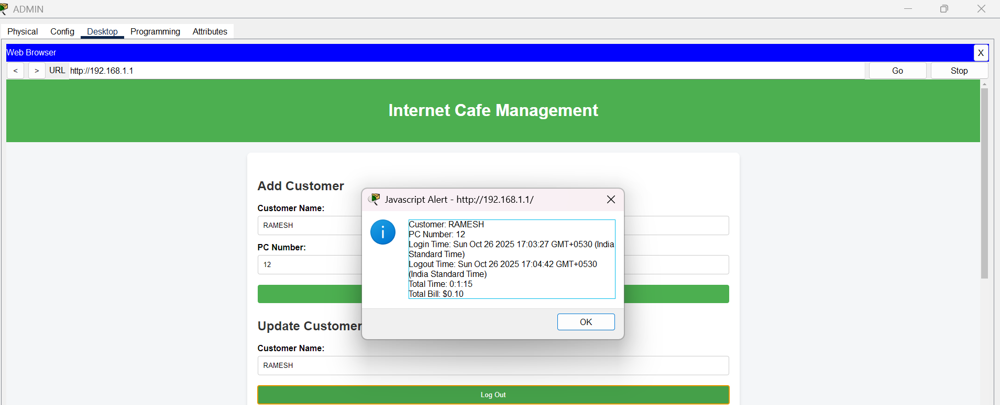 ADMIN
Physical Config Desktop Programming Attributes
Web Browser X
< > URL http://192.168.1.1 Go Stop
Internet Cafe Management
Add Customer
Customer Name:
RAMESH
PC Number:
12
Javascript Alert - http://192.168.1.1/
Customer: RAMESH
PC Number: 12
Login Time: Sun Oct 26 2025 17:03:27 GMT+0530 (India
Standard Time)
Logout Time: Sun Oct 26 2025 17:04:42 GMT+0530
(India Standard Time)
Total Time: 0:1:15
Total Bill: $0.10
OK
Update Customer
Customer Name:
RAMESH
Log Out